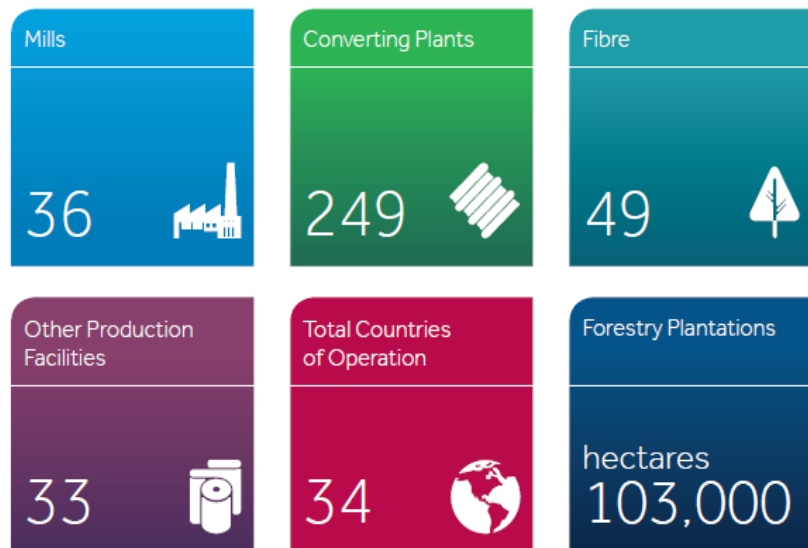 Mills
36
Converting Plants
249
Fibre
49
Other Production
Facilities
33
Total Countries
of Operation
34
Forestry Plantations
hectares
103,000